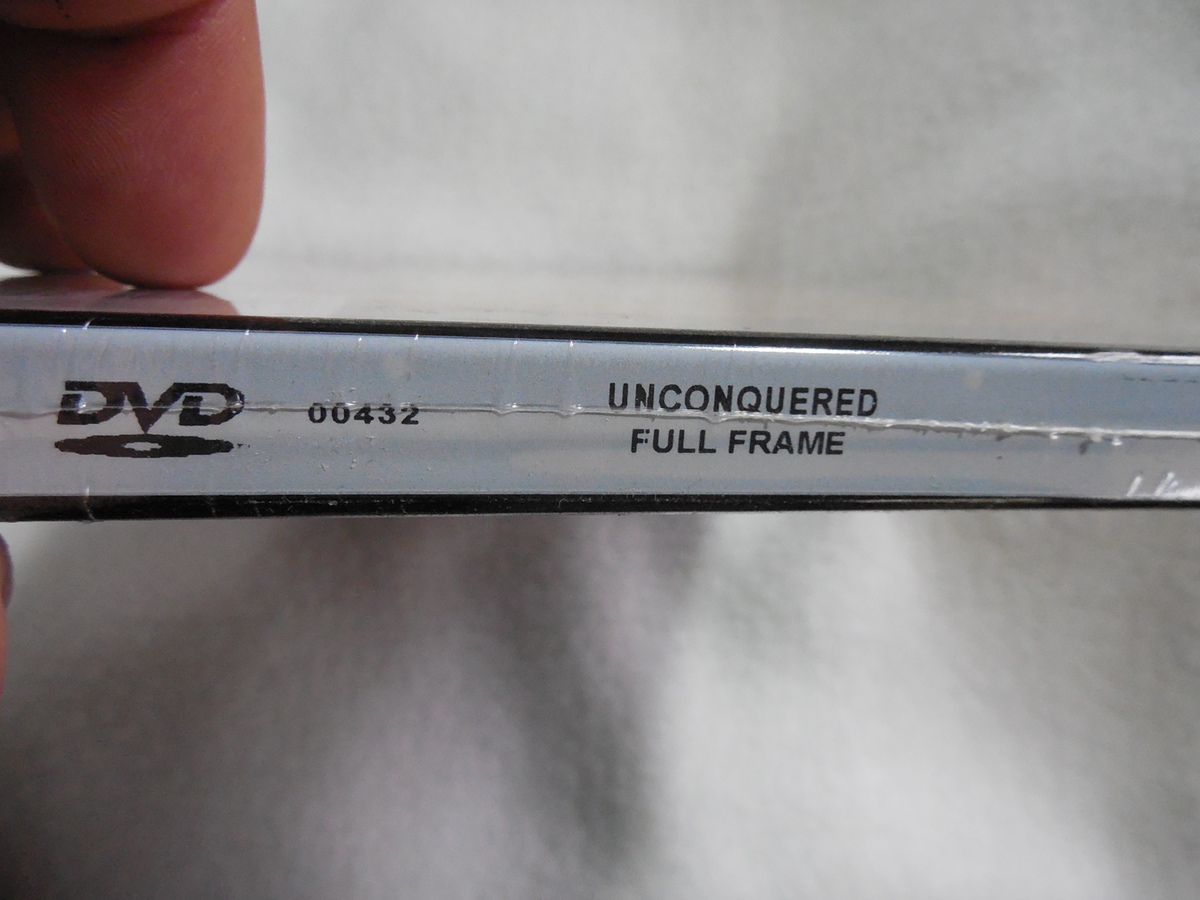 DVD 00432
UNCONQUERED
FULL FRAME